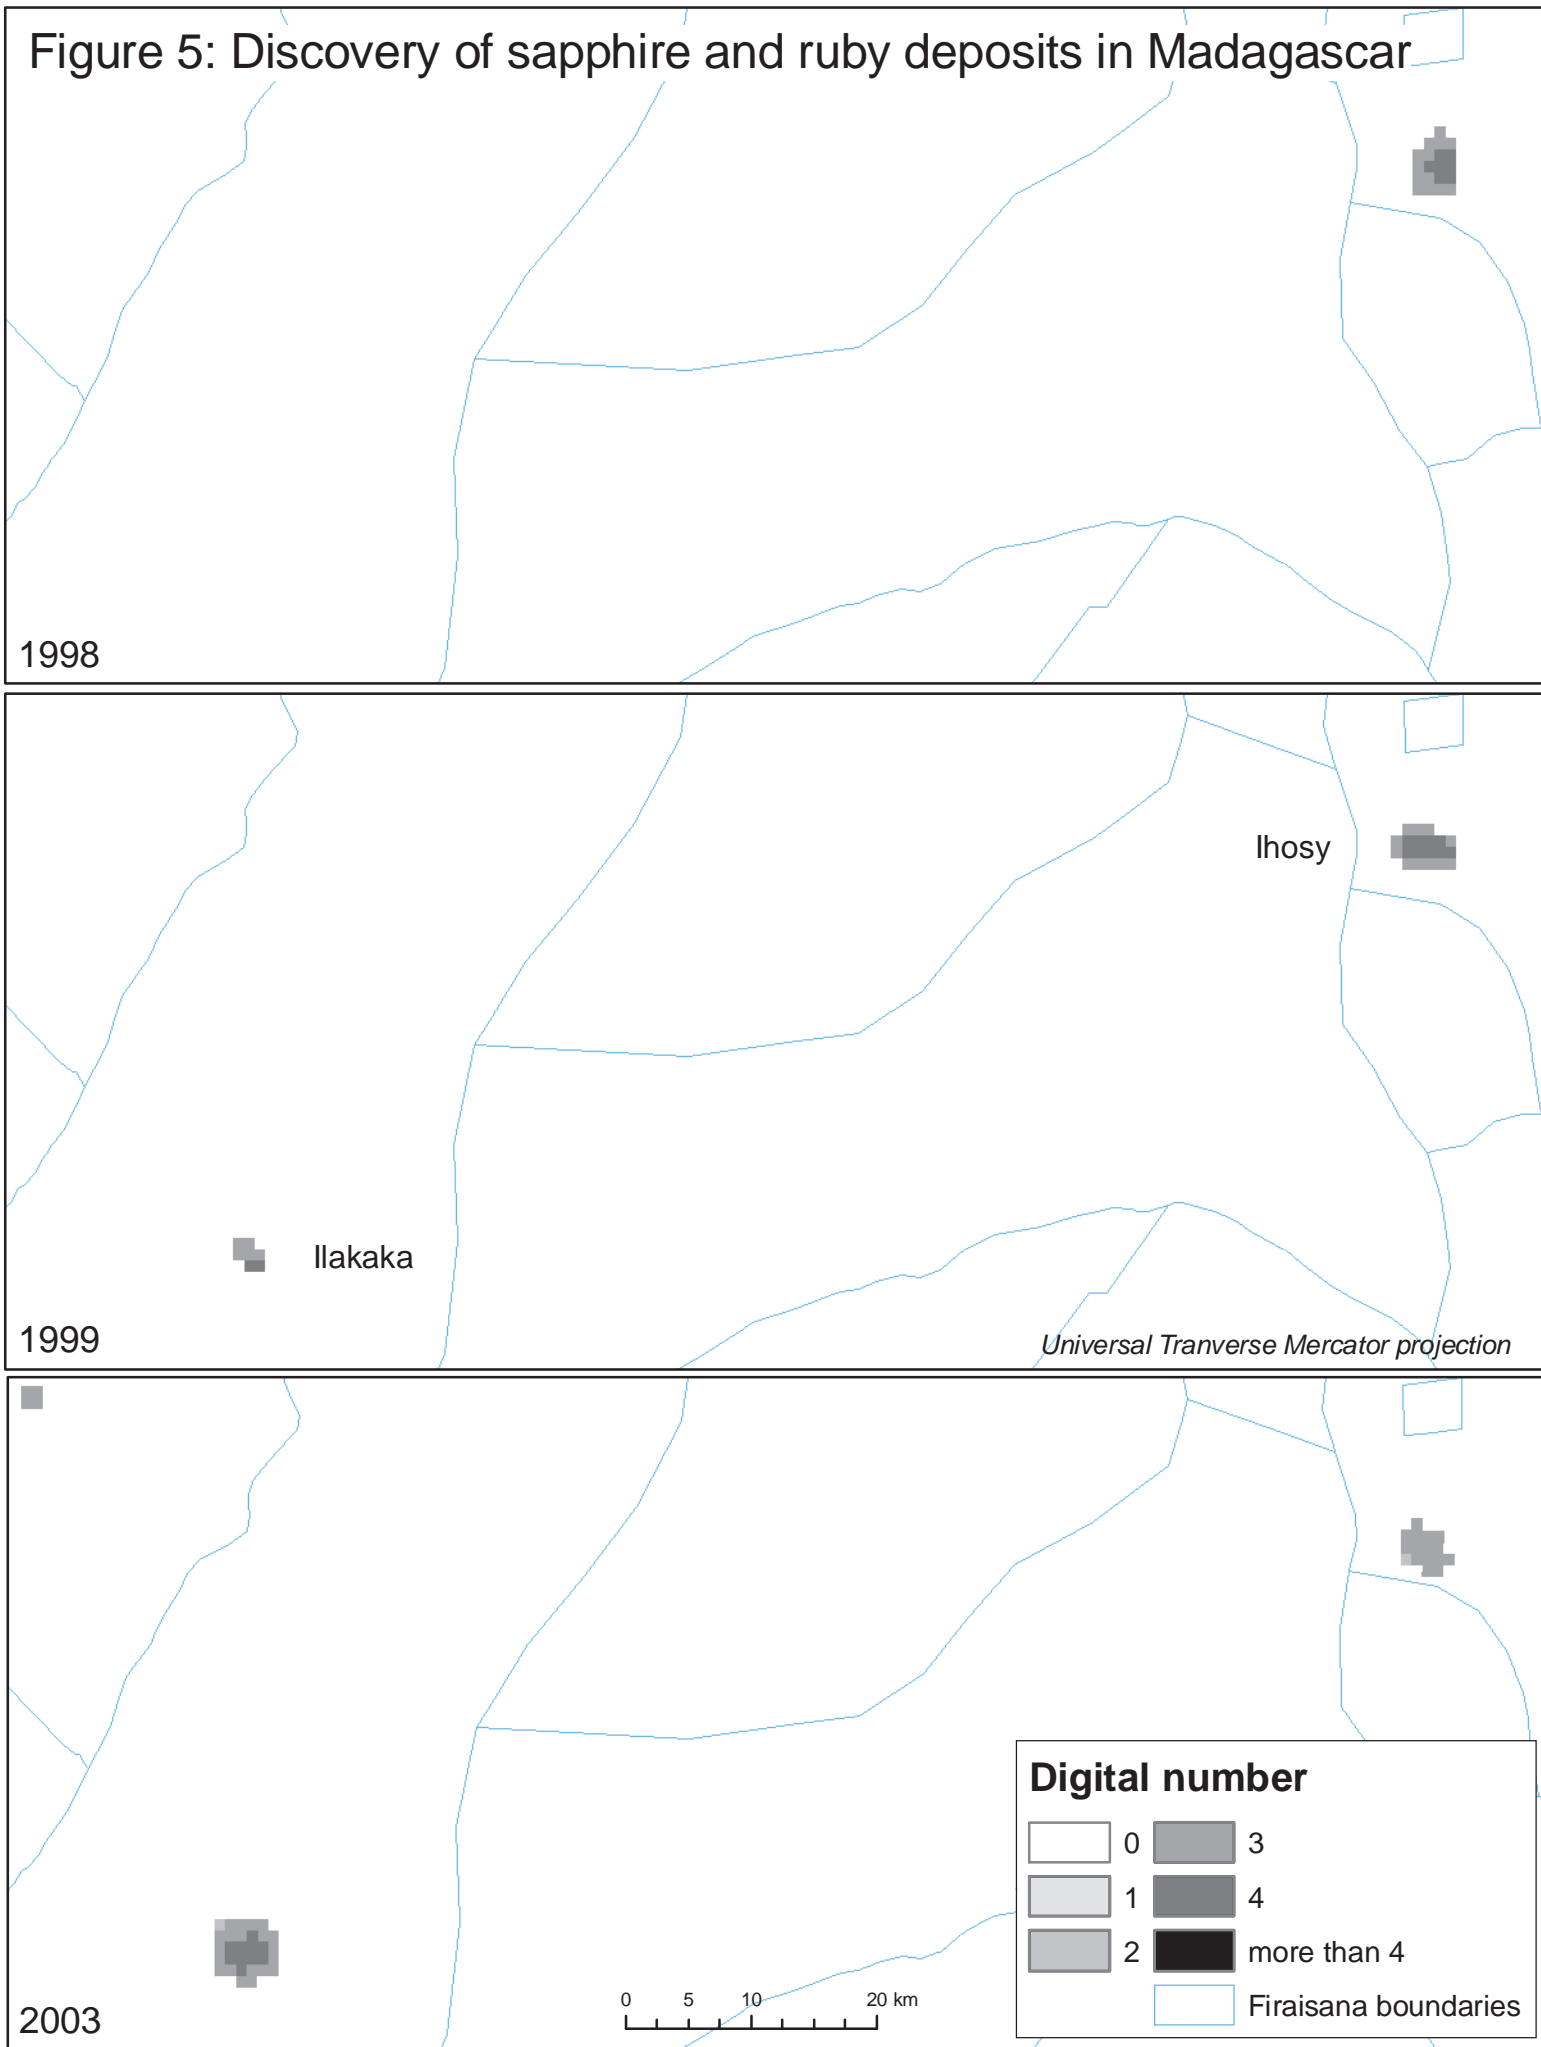 Figure 5: Discovery of sapphire and ruby deposits in Madagascar
1998
Ihosy
Ilakaka
1999
Universal Tranverse Mercator projection
Digital number
0 3
1 4
2 more than 4
Firaisana boundaries
0 5 10 20 km
2003